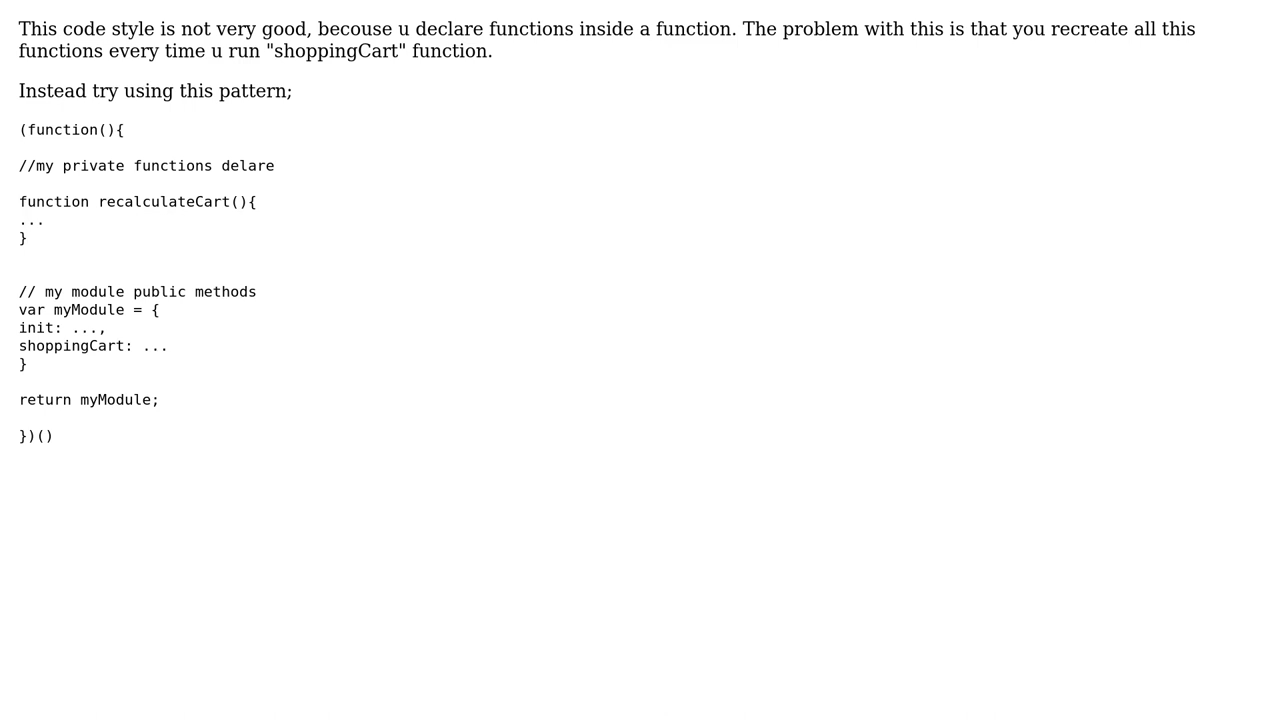 This code style is not very good, becouse u declare functions inside a function. The problem with this is that you recreate all this
functions every time u run "shoppingCart" function.
Instead try using this pattern;
(function(){
//my private functions delare
function recalculateCart(){
...
}
// my module public methods
var myModule = {
init: ...,
shoppingCart: ...
}
return myModule;
})()